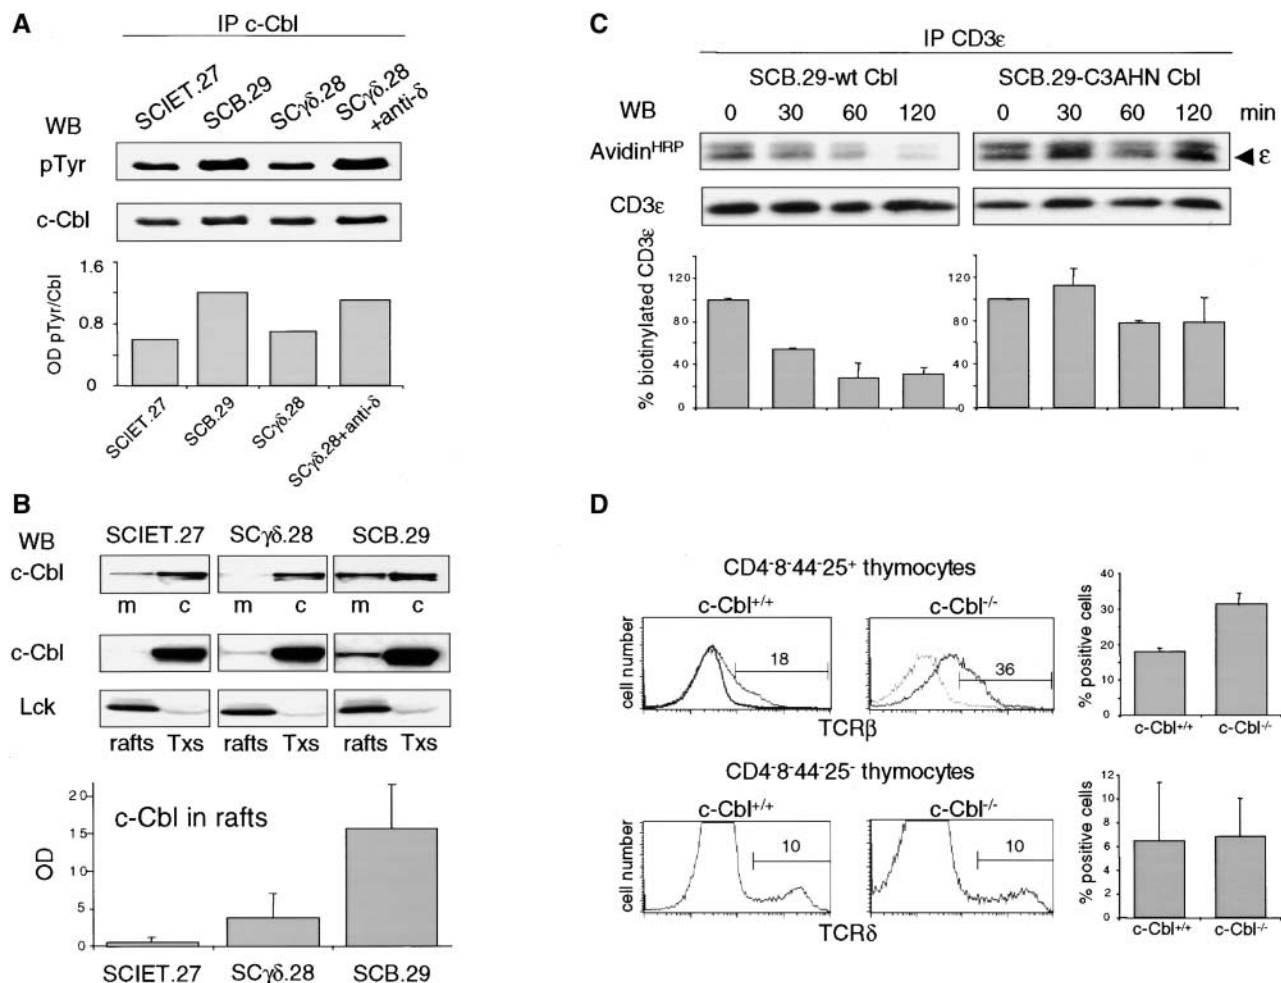 A
IP c-Cbl
WB
SCIET.27
SCB.29
SCγδ.28
SCγδ.28
+anti-δ
pTyr
c-Cbl
OD pTyr/Cbl
1.6
0.8
0
SCIET.27
SCB.29
SCγδ.28
SCγδ.28+anti-δ
B
WB
SCIET.27 SCγδ.28 SCB.29
c-Cbl
m c m c m c
c-Cbl
Lck
rafts Txs rafts Txs rafts Txs
c-Cbl in rafts
OD
20
15
10
5
0
SCIET.27 SCγδ.28 SCB.29
C
IP CD3ε
SCB.29-wt Cbl SCB.29-C3AHN Cbl
WB 0 30 60 120 0 30 60 120 min
Avidinᴴᴿᴾ
ε
CD3ε
% biotinylated CD3ε
120
80
40
0
120
80
40
0
D
CD4⁻8⁻44⁻25⁺ thymocytes
c-Cbl⁺/⁺ c-Cbl⁻/⁻
cell number
18
36
TCRβ
% positive cells
40
30
20
10
0
c-Cbl⁺/⁺ c-Cbl⁻/⁻
CD4⁻8⁻44⁻25⁻ thymocytes
c-Cbl⁺/⁺ c-Cbl⁻/⁻
cell number
10
10
TCRδ
% positive cells
12
10
8
6
4
2
0
c-Cbl⁺/⁺ c-Cbl⁻/⁻